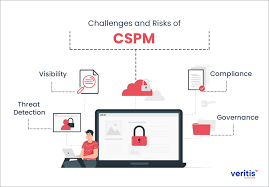 Challenges and Risks of
CSPM
Visibility
Compliance
Threat
Detection
Governance
veritis